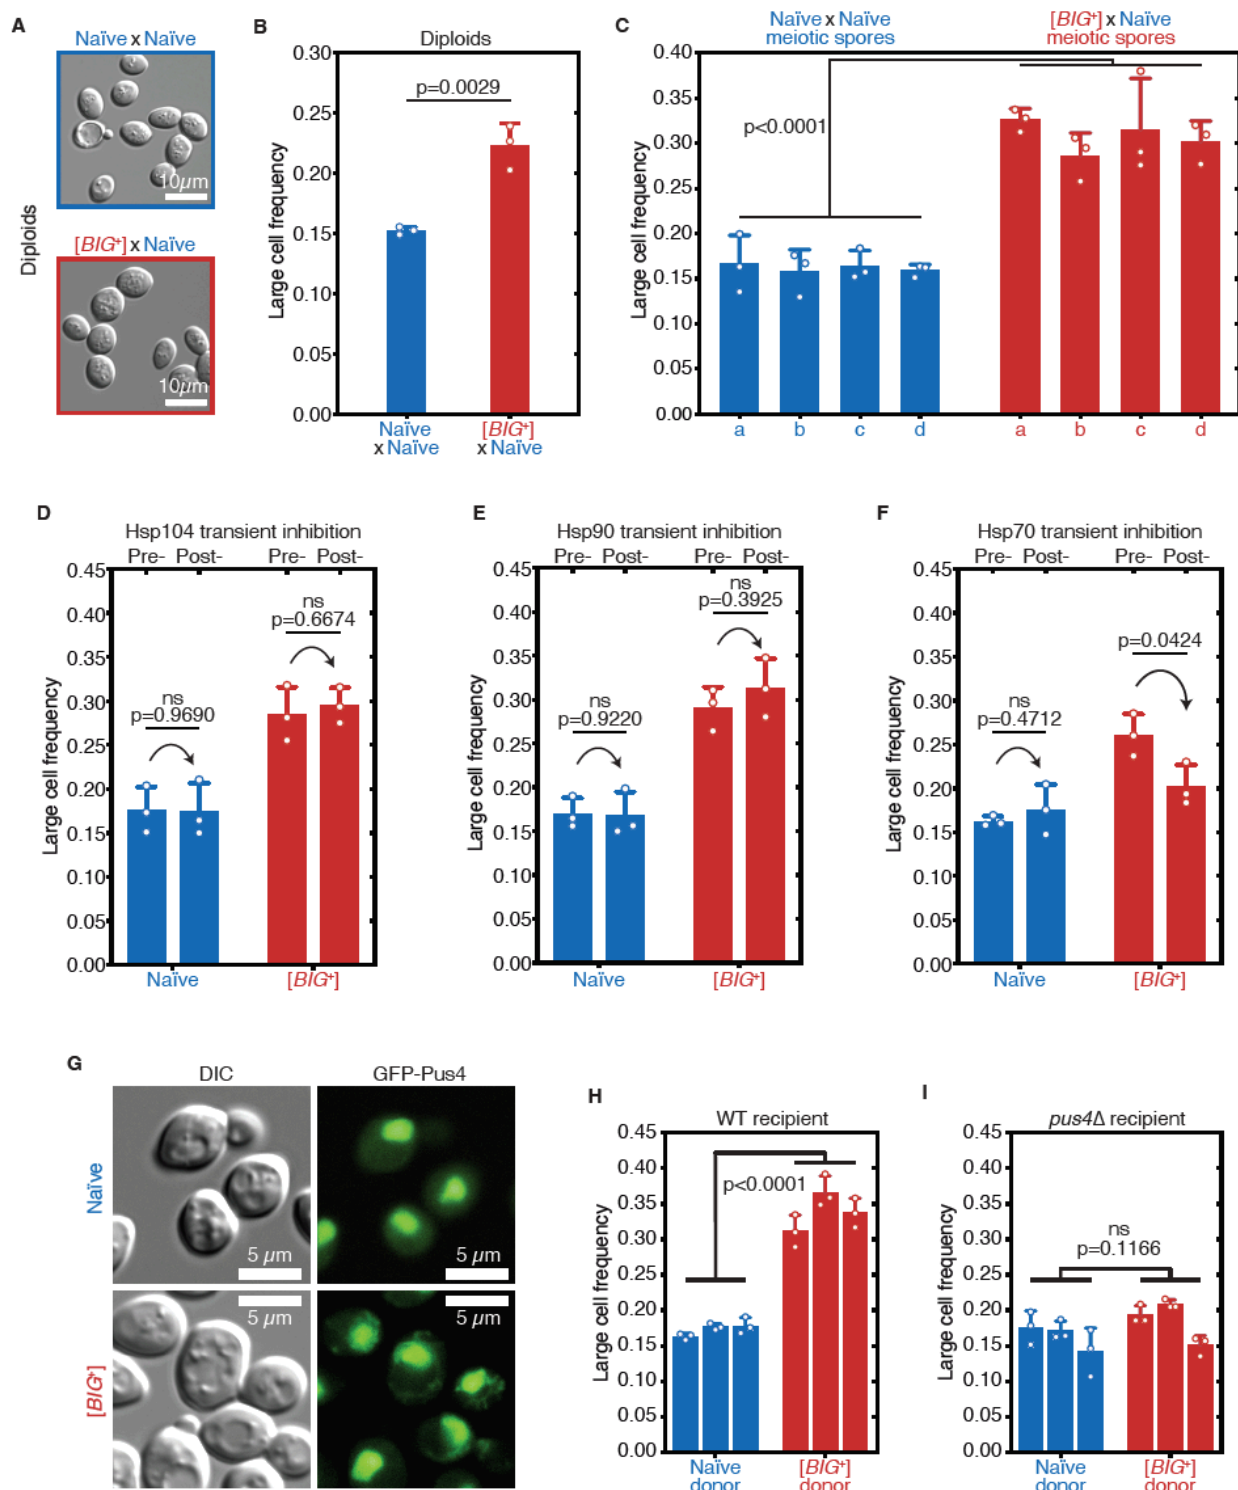 A
Naïve x Naïve
10µm
[BIG+] x Naïve
10µm
Diploids
B
Diploids
p=0.0029
Large cell frequency
0.30
0.25
0.20
0.15
0.10
0.05
0.00
Naïve
x Naïve
[BIG+]
x Naïve
C
Naïve x Naïve
meiotic spores
[BIG+] x Naïve
meiotic spores
p<0.0001
Large cell frequency
0.40
0.35
0.30
0.25
0.20
0.15
0.10
0.05
0.00
a b c d
a b c d
D
Hsp104 transient inhibition
Pre- Post- Pre- Post-
ns
p=0.9690
ns
p=0.6674
Large cell frequency
0.45
0.40
0.35
0.30
0.25
0.20
0.15
0.10
0.05
0.00
Naïve
[BIG+]
E
Hsp90 transient inhibition
Pre- Post- Pre- Post-
ns
p=0.9220
ns
p=0.3925
Large cell frequency
0.45
0.40
0.35
0.30
0.25
0.20
0.15
0.10
0.05
0.00
Naïve
[BIG+]
F
Hsp70 transient inhibition
Pre- Post- Pre- Post-
ns
p=0.4712
p=0.0424
Large cell frequency
0.45
0.40
0.35
0.30
0.25
0.20
0.15
0.10
0.05
0.00
Naïve
[BIG+]
G
DIC
GFP-Pus4
Naïve
5 µm
5 µm
[BIG+]
5 µm
5 µm
H
WT recipient
p<0.0001
Large cell frequency
0.45
0.40
0.35
0.30
0.25
0.20
0.15
0.10
0.05
0.00
Naïve
donor
[BIG+]
donor
I
pus4Δ recipient
ns
p=0.1166
Large cell frequency
0.45
0.40
0.35
0.30
0.25
0.20
0.15
0.10
0.05
0.00
Naïve
donor
[BIG+]
donor